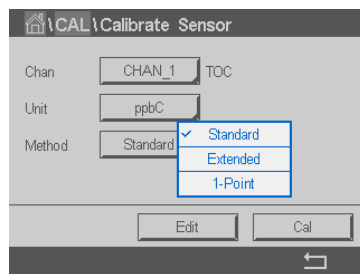 \CAL\Calibrate Sensor
Chan CHAN_1 TOC
Unit ppbC
Method Standard
Standard
Extended
1-Point
Edit Cal